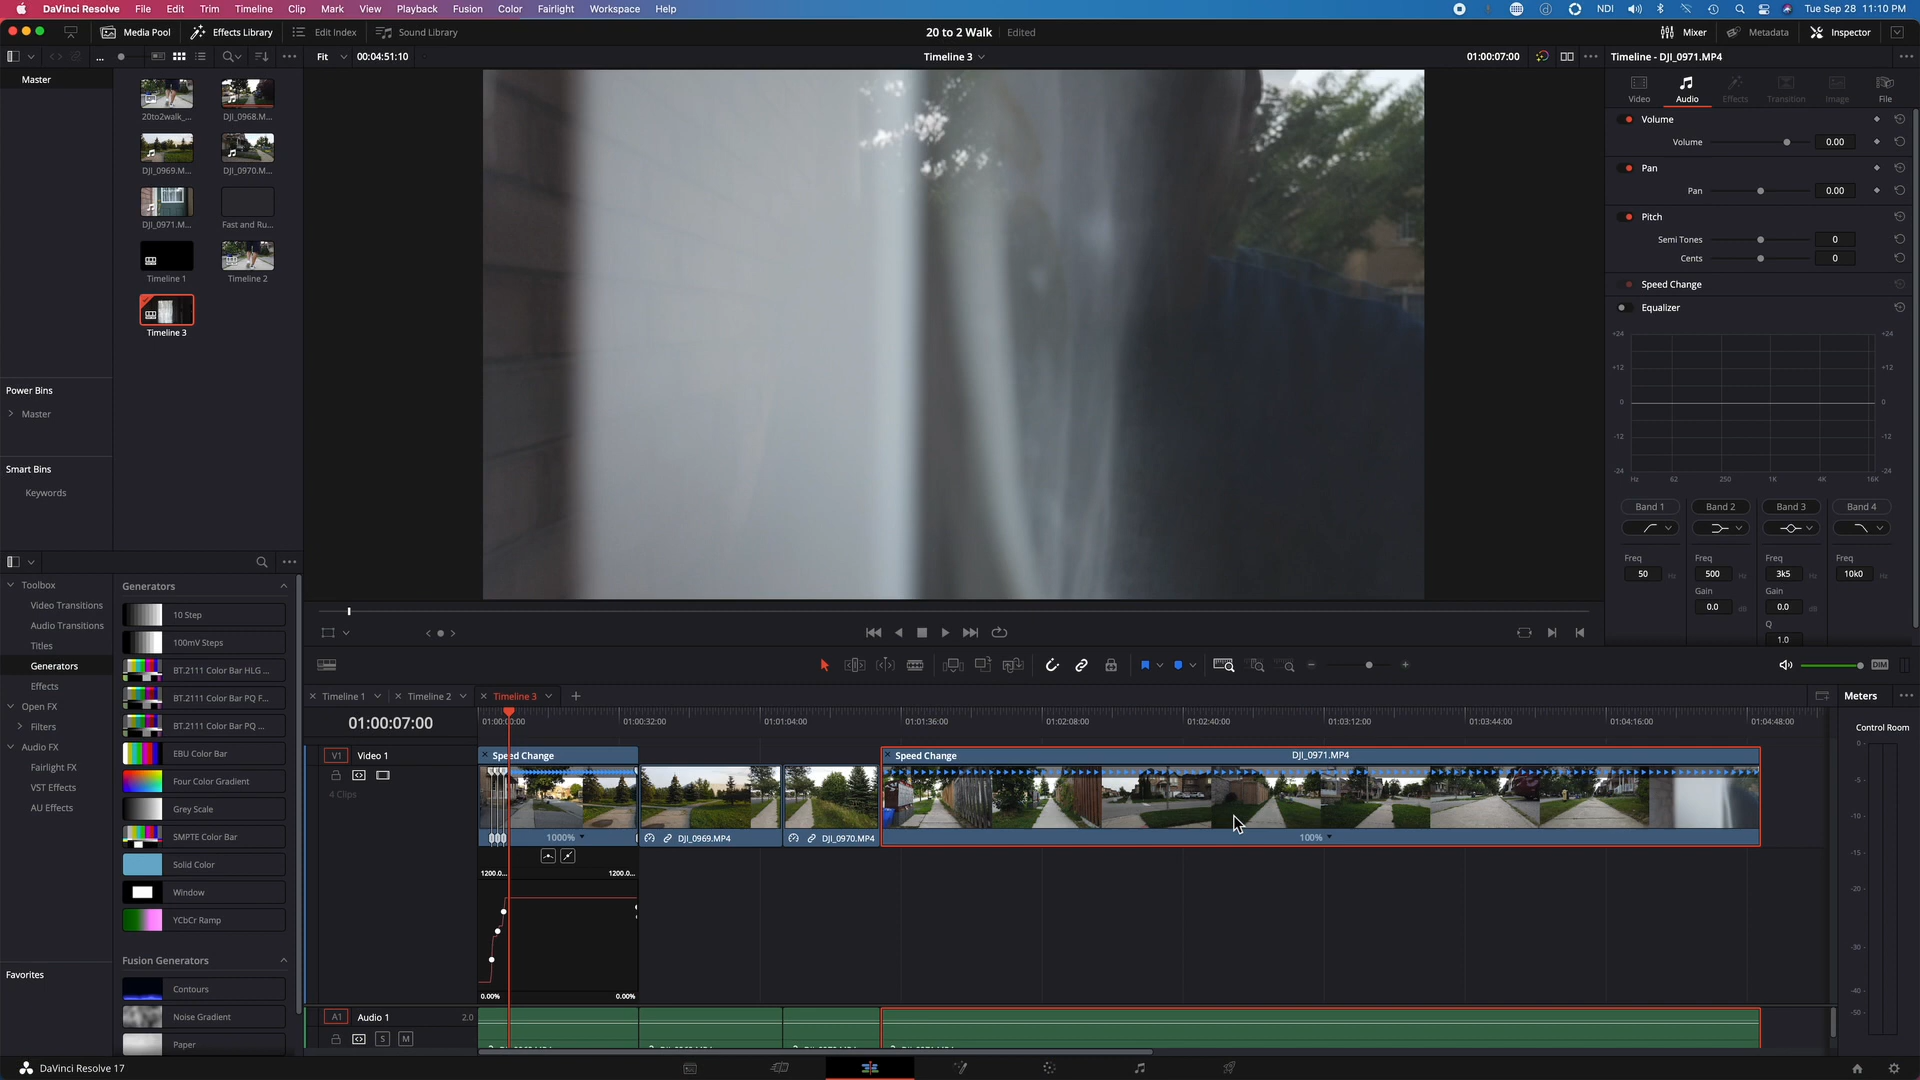 DaVinci Resolve File Edit Trim Timeline Clip Mark View Playback Fusion Color Fairlight Workspace Help NDI Tue Sep 28 11:10 PM
Media Pool Effects Library Edit Index Sound Library 20 to 2 Walk Edited Mixer Metadata Inspector
... Fit 00:04:51:10 Timeline 3 01:00:07:00 Timeline - DJI_0971.MP4
Master
20to2walk_... DJI_0968.M...
DJI_0969.M... DJI_0970.M...
DJI_0971.M... Fast and Ru...
Timeline 1 Timeline 2
Timeline 3
Power Bins
Master
Smart Bins
Keywords
Video Audio Effects Transition Image File
Volume
Volume 0.00
Pan
Pan 0.00
Pitch
Semi Tones 0
Cents 0
Speed Change
Equalizer
+24 +24
+12 +12
0 0
-12 -12
-24 -24
Hz 62 250 1K 4K 16K
Band 1 Band 2 Band 3 Band 4
Freq Freq Freq Freq
50 Hz 500 Hz 3k5 Hz 10k0 Hz
Gain Gain
0.0 dB 0.0 dB
Q
1.0
Toolbox
Video Transitions
Audio Transitions
Titles
Generators
Effects
Open FX
Filters
Audio FX
Fairlight FX
VST Effects
AU Effects
Favorites
Generators
10 Step
100mV Steps
BT.2111 Color Bar HLG ...
BT.2111 Color Bar PQ F...
BT.2111 Color Bar PQ ...
EBU Color Bar
Four Color Gradient
Grey Scale
SMPTE Color Bar
Solid Color
Window
YCbCr Ramp
Fusion Generators
Contours
Noise Gradient
Paper
DIM
Timeline 1 Timeline 2 Timeline 3
01:00:07:00 01:00:32:00 01:01:04:00 01:01:36:00 01:02:08:00 01:02:40:00 01:03:12:00 01:03:44:00 01:04:16:00 01:04:48:00
V1 Video 1
4 Clips
Speed Change Speed Change DJI_0971.MP4
1000% DJI_0969.MP4 DJI_0970.MP4 100%
1200.0... 1200.0...
0.00% 0.00%
A1 Audio 1 2.0
S M
Meters
Control Room
0
-5
-10
-15
-20
-30
-40
-50
DaVinci Resolve 17